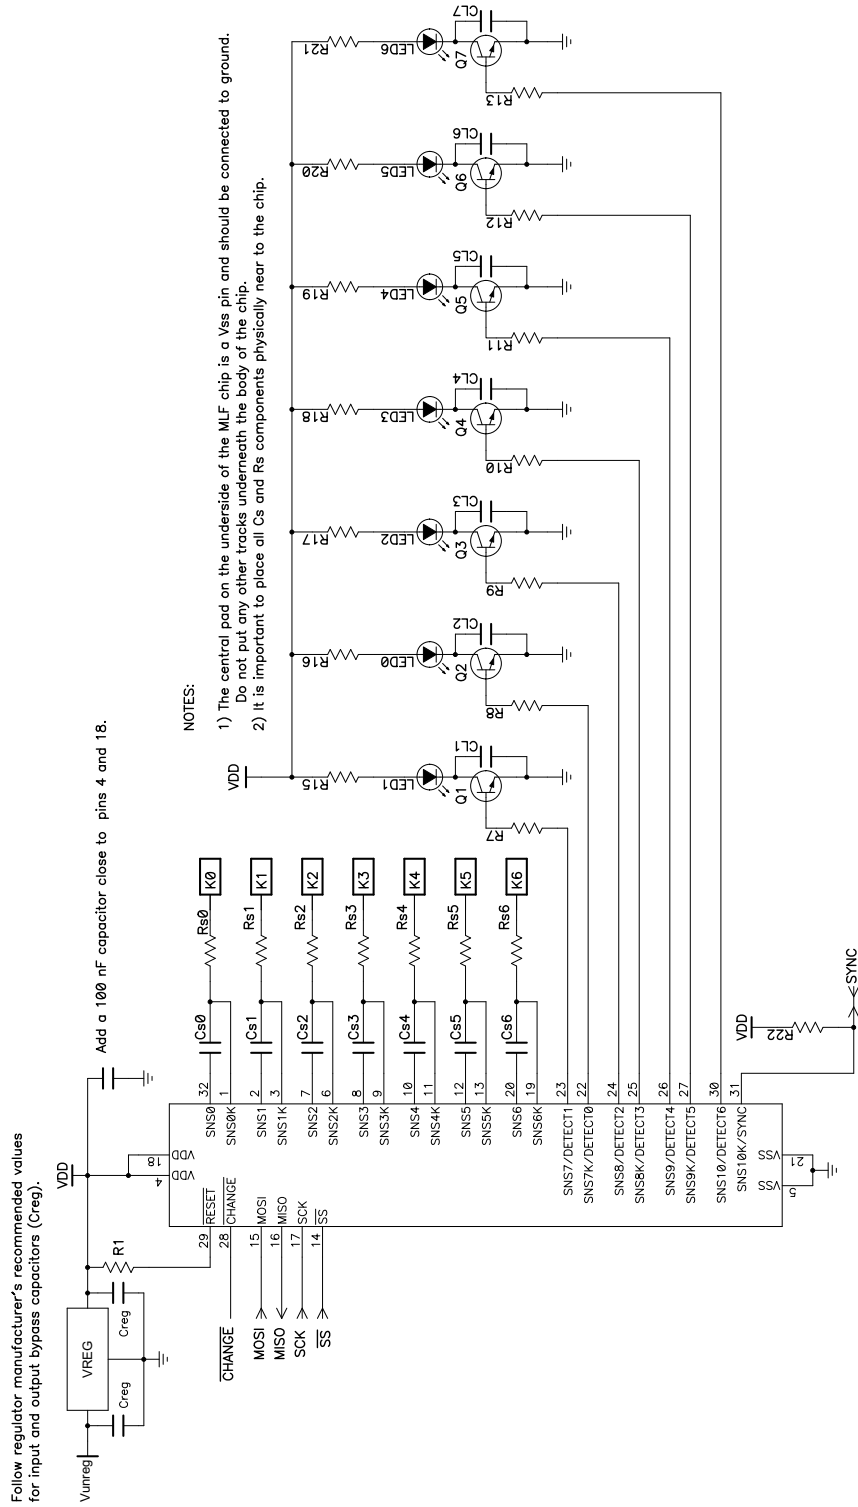 Follow regulator manufacturer's recommended values
for input and output bypass capacitors (Creg).
Vunreg
VREG
Creg
Creg
R1
VDD
Add a 100 nF capacitor close to pins 4 and 18.
NOTES:
1) The central pad on the underside of the MLF chip is a Vss pin and should be connected to ground.
Do not put any other tracks underneath the body of the chip.
2) It is important to place all Cs and Rs components physically near to the chip.
4
18
VDD
VDD
CHANGE
MOSI
MISO
SCK
SS
29
28
15
16
17
14
RESET
CHANGE
MOSI
MISO
SCK
SS
SNS0
SNS0K
SNS1
SNS1K
SNS2
SNS2K
SNS3
SNS3K
SNS4
SNS4K
SNS5
SNS5K
SNS6
SNS6K
SNS7/DETECT1
SNS7K/DETECT0
SNS8/DETECT2
SNS8K/DETECT3
SNS9/DETECT4
SNS9K/DETECT5
SNS10/DETECT6
SNS10K/SYNC
32
1
2
3
7
6
8
9
10
11
12
13
20
19
23
22
24
25
26
27
30
31
VSS
VSS
5
21
Cs0
Rs0
K0
Cs1
Rs1
K1
Cs2
Rs2
K2
Cs3
Rs3
K3
Cs4
Rs4
K4
Cs5
Rs5
K5
Cs6
Rs6
K6
VDD
R15
LED1
Q1
CL1
R7
R16
LED0
Q2
CL2
R8
R17
LED2
Q3
CL3
R9
R18
LED3
Q4
CL4
R10
R19
LED4
Q5
CL5
R11
R20
LED5
Q6
CL6
R12
R21
LED6
Q7
CL7
R13
VDD
R22
SYNC